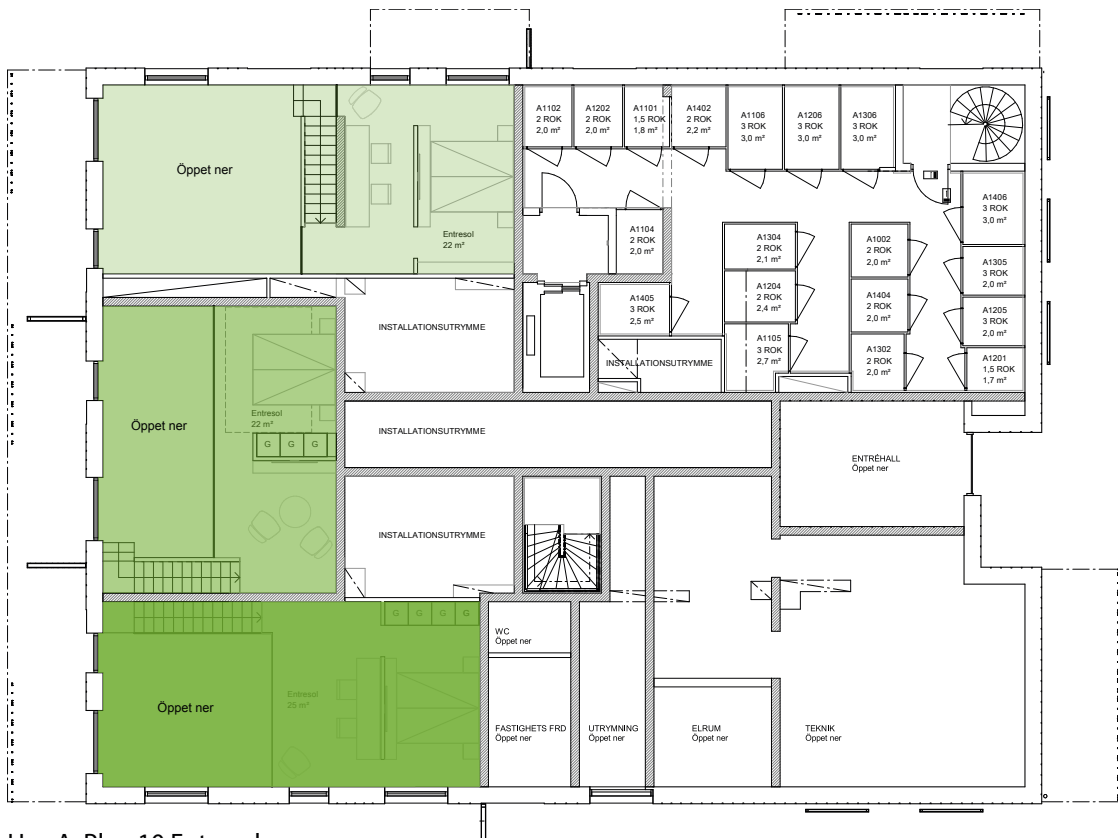 A1102
2 ROK
2,0 m²
A1202
2 ROK
2,0 m²
A1101
1,5 ROK
1,8 m²
A1402
2 ROK
2,2 m²
A1106
3 ROK
3,0 m²
A1206
3 ROK
3,0 m²
A1306
3 ROK
3,0 m²
Öppet ner
Entresol
22 m²
A1104
2 ROK
2,0 m²
A1304
2 ROK
2,1 m²
A1002
2 ROK
2,0 m²
A1406
3 ROK
3,0 m²
A1305
3 ROK
2,0 m²
A1405
3 ROK
2,5 m²
A1204
2 ROK
2,4 m²
A1404
2 ROK
2,0 m²
A1205
3 ROK
2,0 m²
INSTALLATIONSUTRYMME
A1105
3 ROK
2,7 m²
A1302
2 ROK
2,0 m²
A1201
1,5 ROK
1,7 m²
INSTALLATIONSUTRYMME
Öppet ner
Entresol
22 m²
G G G
INSTALLATIONSUTRYMME
ENTRÉHALL
Öppet ner
INSTALLATIONSUTRYMME
G G G G
WC
Öppet ner
Öppet ner
Entresol
25 m²
FASTIGHETS FRD
Öppet ner
UTRYMNING
Öppet ner
ELRUM
Öppet ner
TEKNIK
Öppet ner